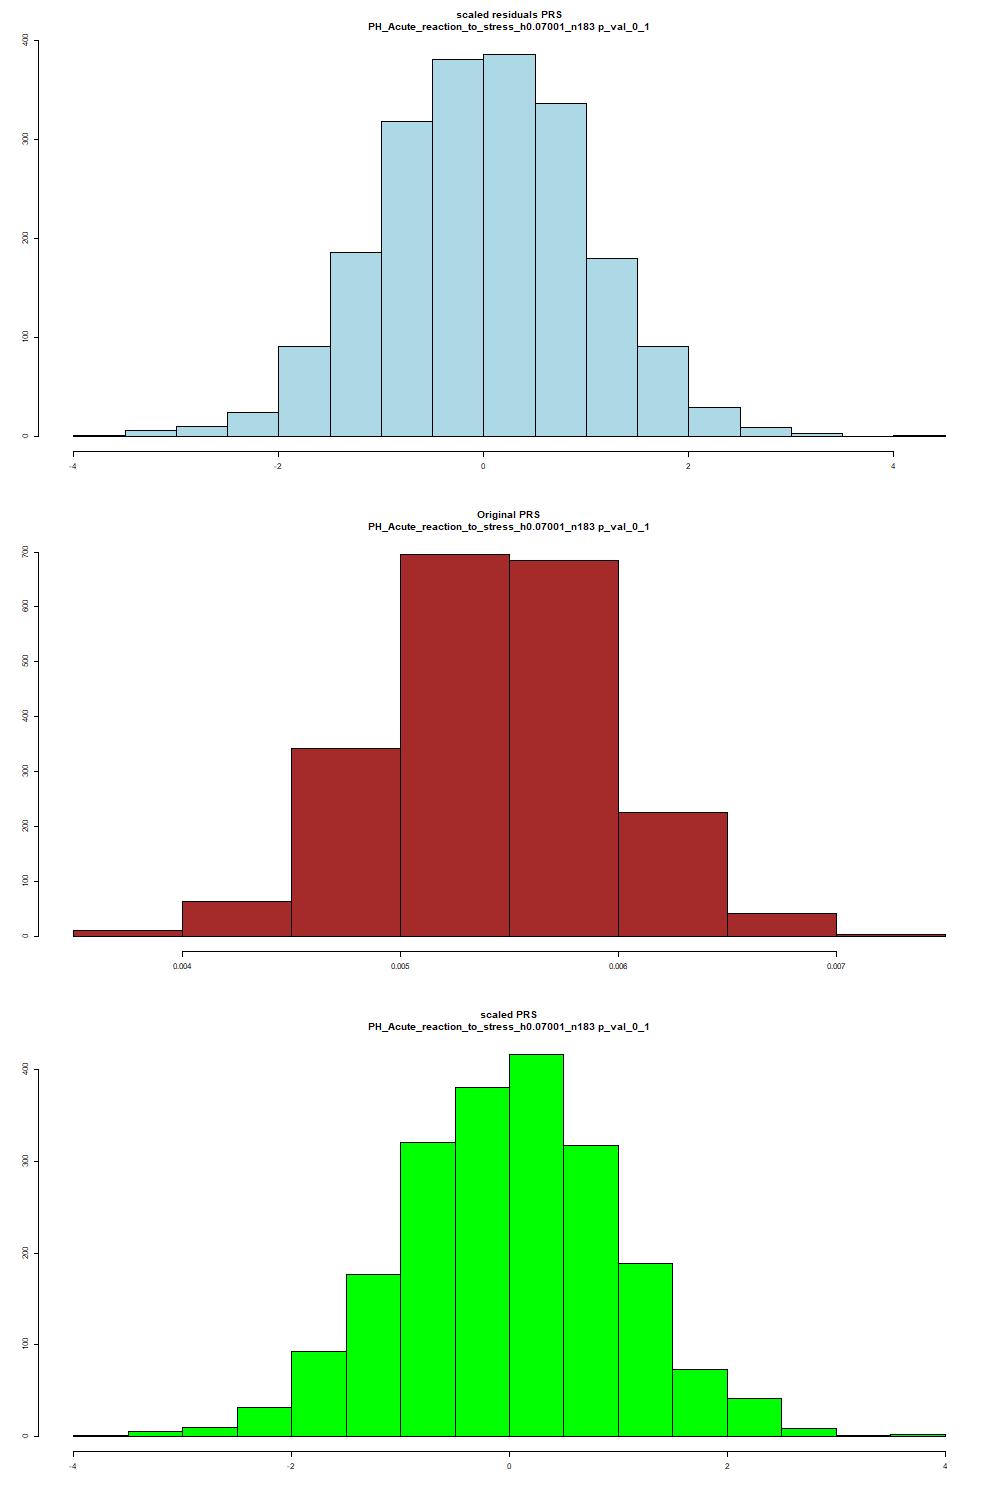 scaled residuals PRS
PH_Acute_reaction_to_stress_h0.07001_n183 p_val_0_1
400
300
200
100
0
-4 -2 0 2 4
Original PRS
PH_Acute_reaction_to_stress_h0.07001_n183 p_val_0_1
700
600
500
400
300
200
100
0
0.004 0.005 0.006 0.007
scaled PRS
PH_Acute_reaction_to_stress_h0.07001_n183 p_val_0_1
400
300
200
100
0
-4 -2 0 2 4